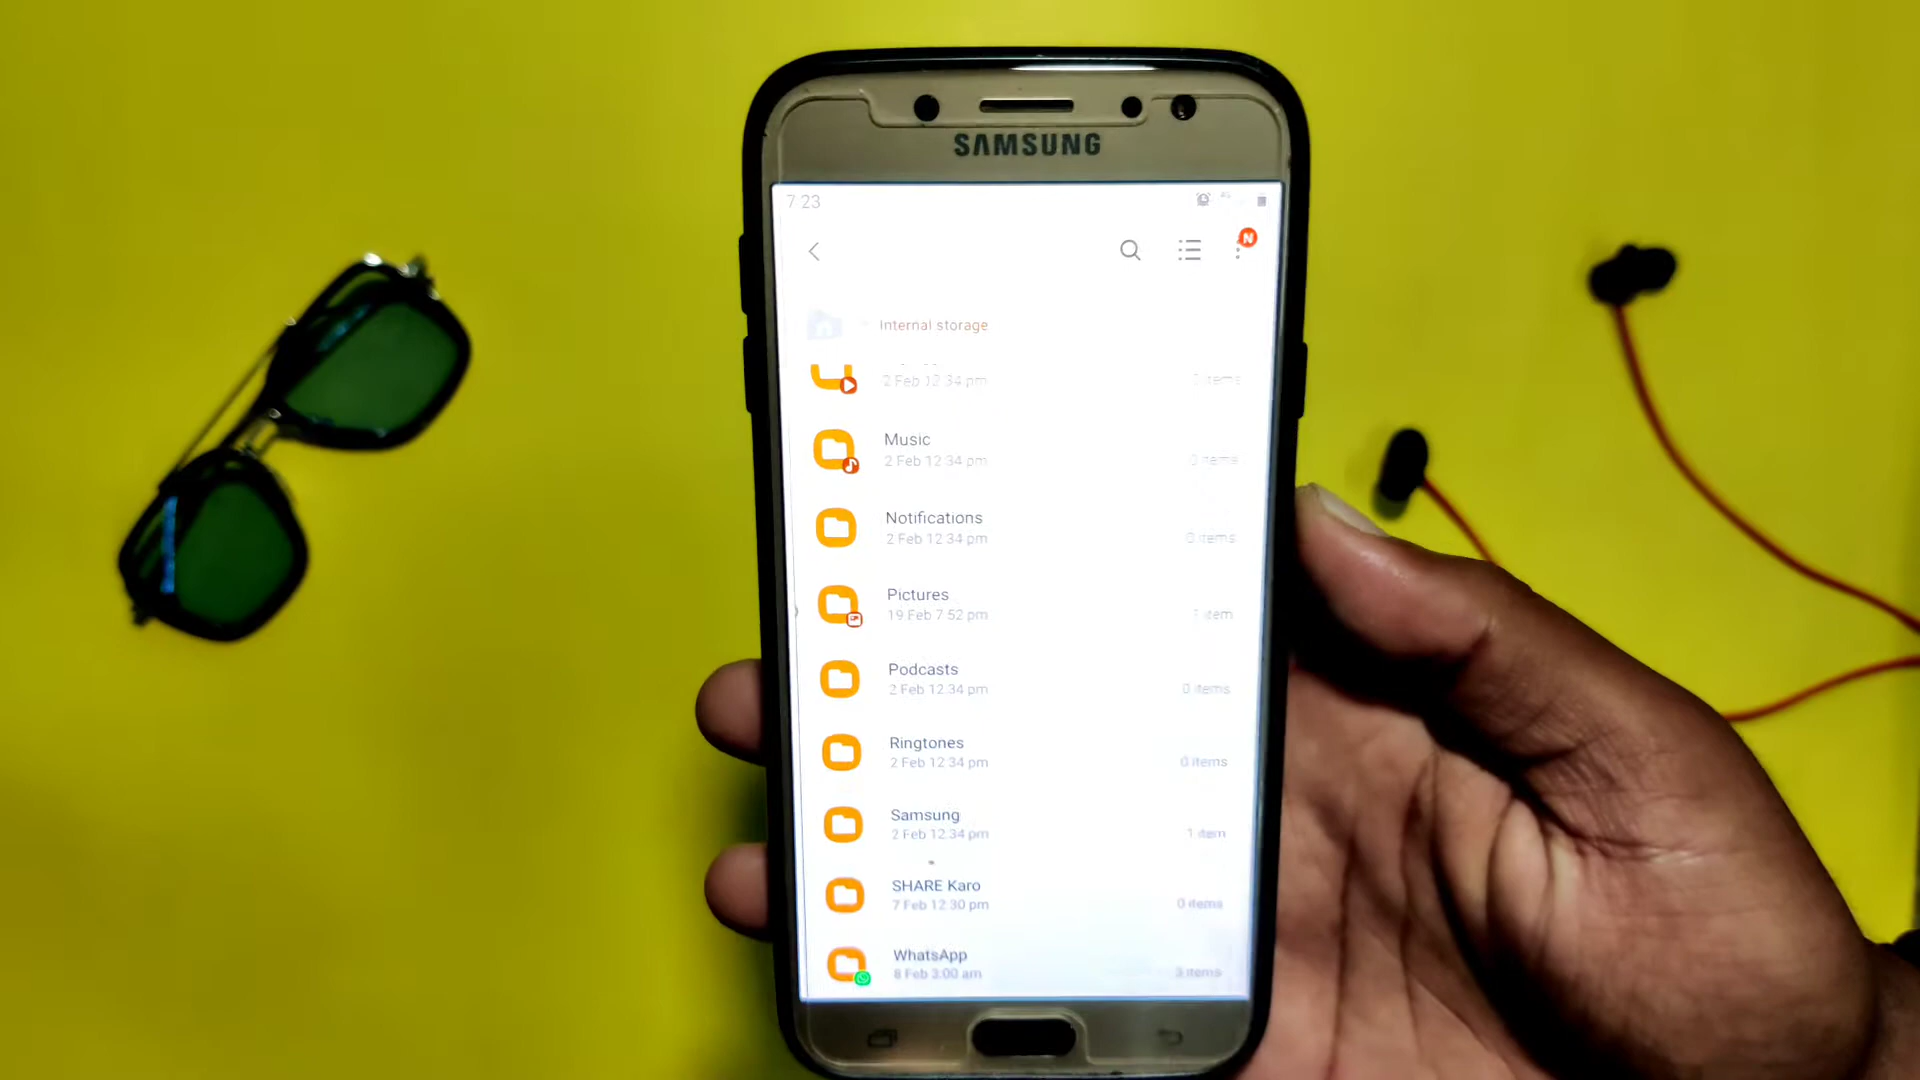 SAMSUNG
7 23
4G
N
Internal storage
2 Feb 12 34 pm
items
Music
2 Feb 12 34 pm
0 items
Notifications
2 Feb 12 34 pm
0 items
Pictures
19 Feb 7 52 pm
item
Podcasts
2 Feb 12.34 pm
0 items
Ringtones
2 Feb 12 34 pm
0 items
Samsung
2 Feb 12.34 pm
1 item
SHARE Karo
7 Feb 12:30 pm
0 items
WhatsApp
8 Feb 3:00 am
3 items